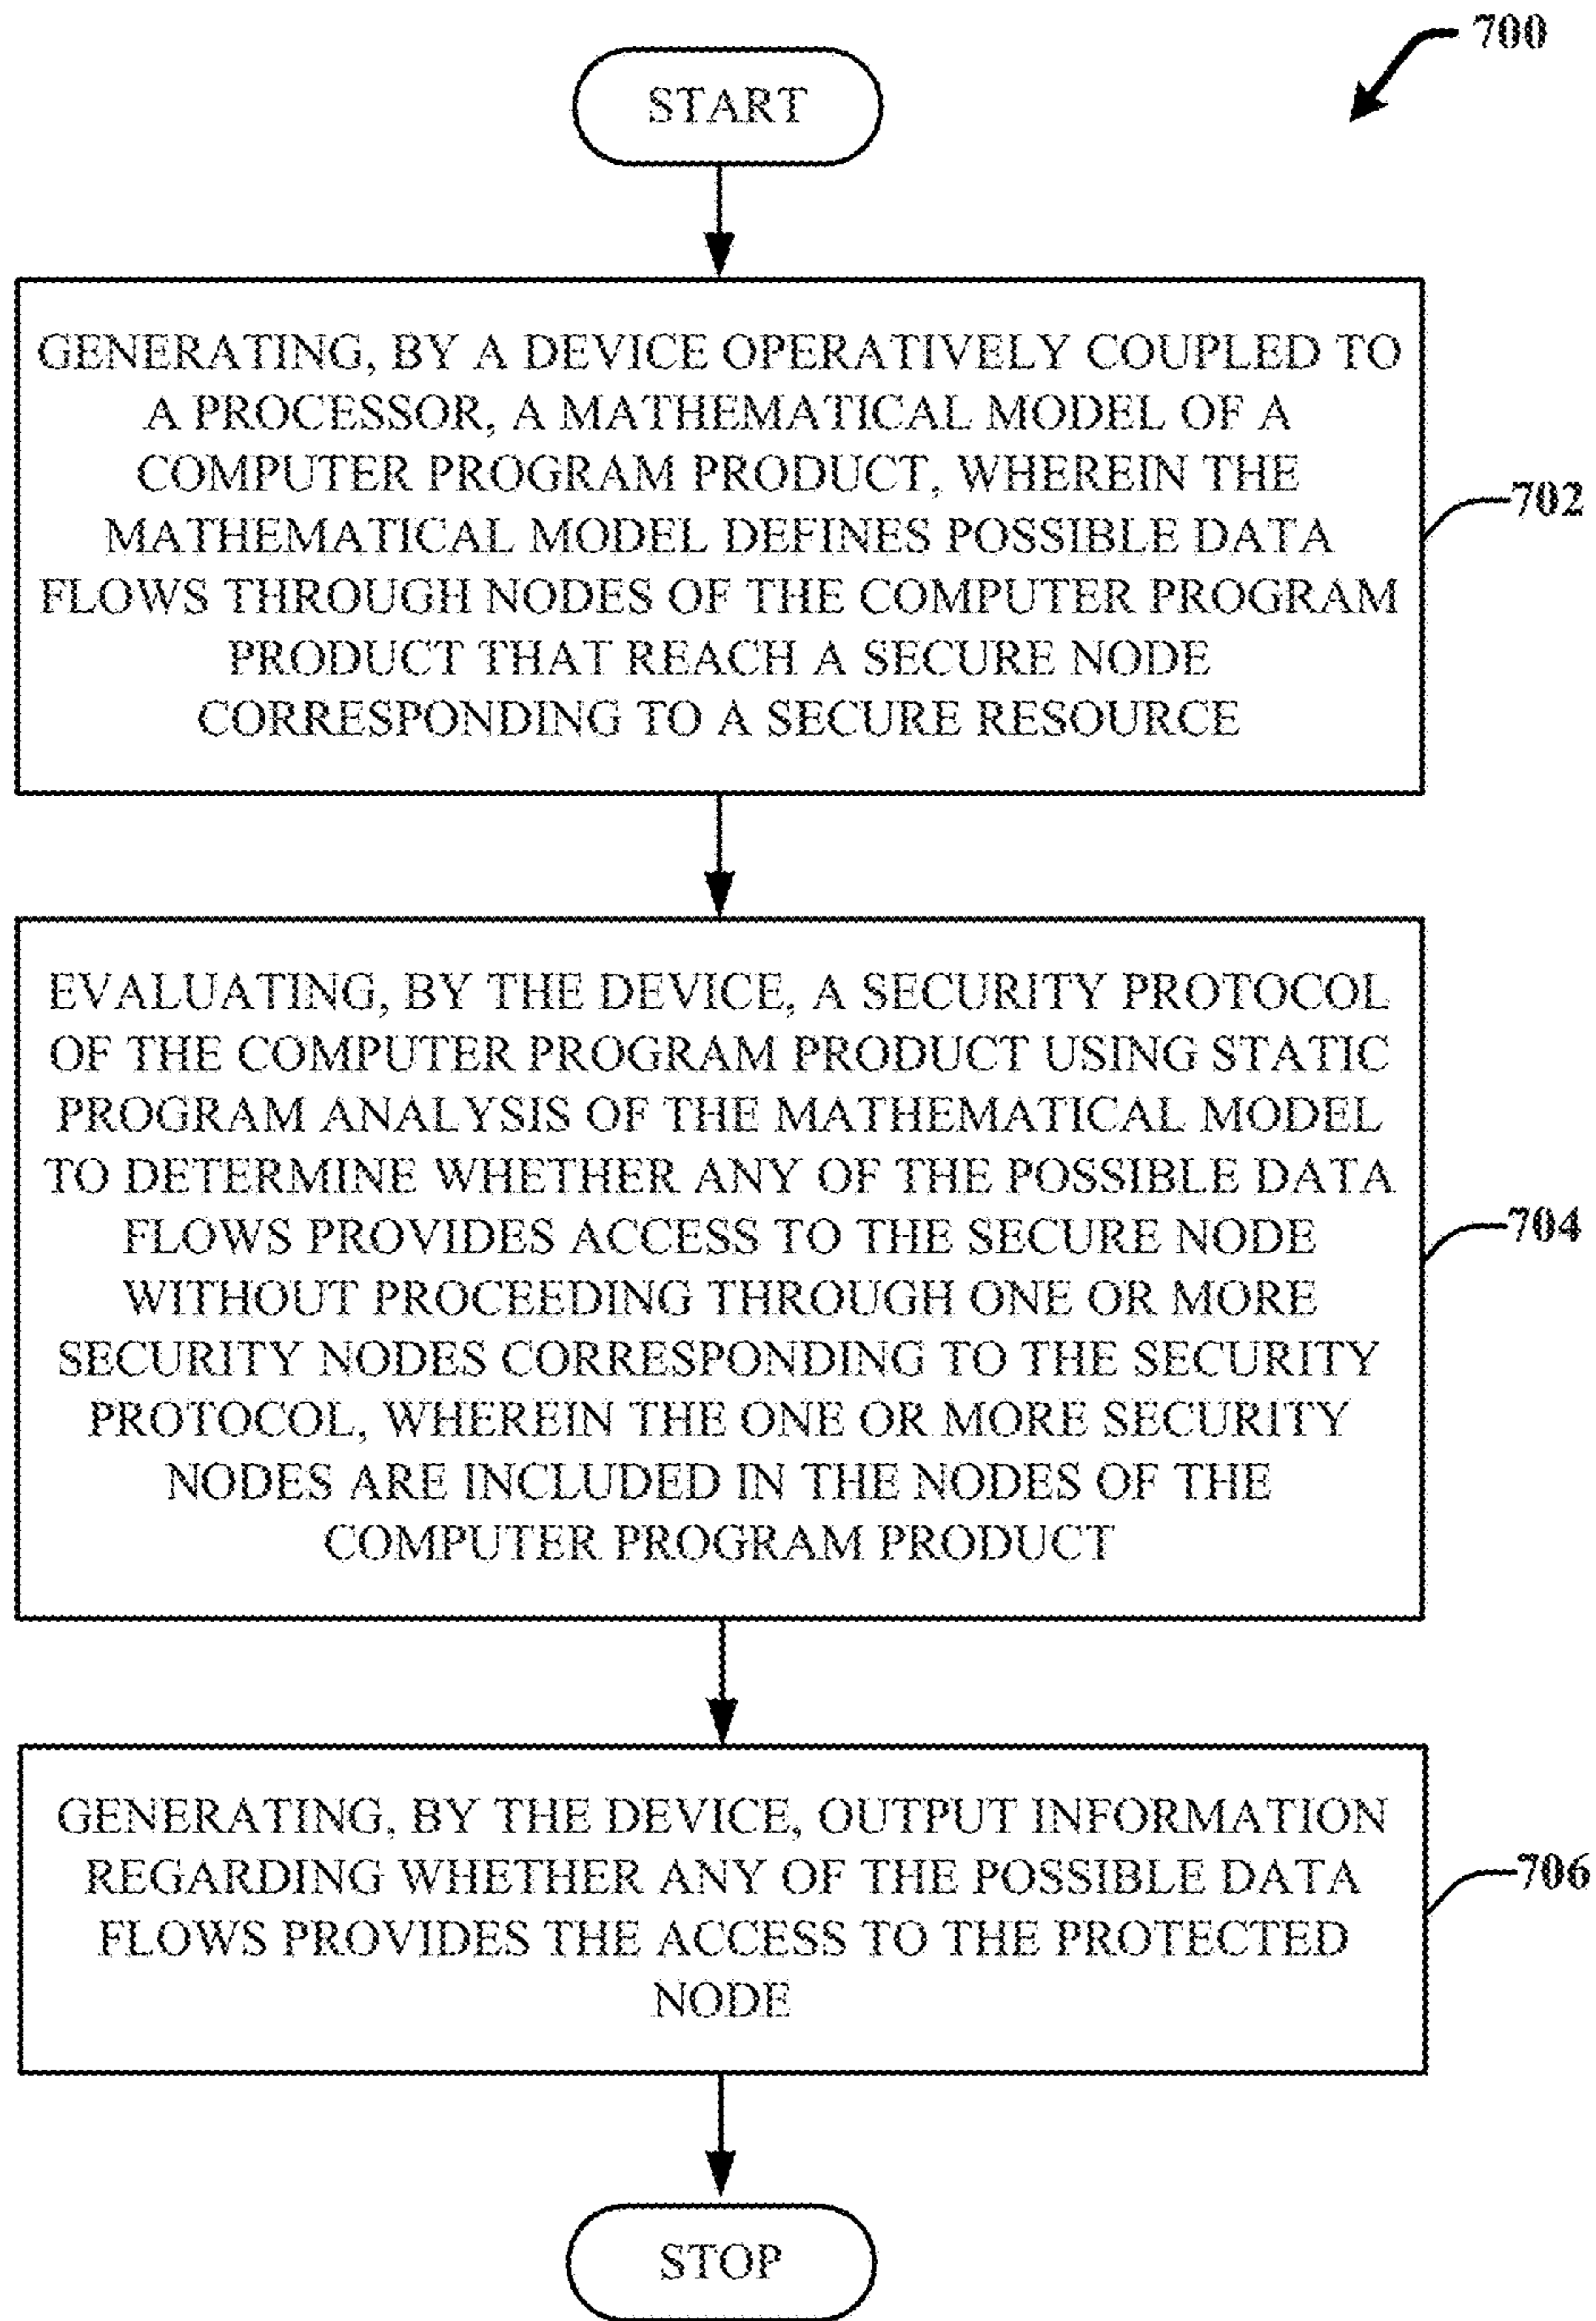 700
START
GENERATING, BY A DEVICE OPERATIVELY COUPLED TO
A PROCESSOR, A MATHEMATICAL MODEL OF A
COMPUTER PROGRAM PRODUCT, WHEREIN THE
MATHEMATICAL MODEL DEFINES POSSIBLE DATA
FLOWS THROUGH NODES OF THE COMPUTER PROGRAM
PRODUCT THAT REACH A SECURE NODE
CORRESPONDING TO A SECURE RESOURCE
702
EVALUATING, BY THE DEVICE, A SECURITY PROTOCOL
OF THE COMPUTER PROGRAM PRODUCT USING STATIC
PROGRAM ANALYSIS OF THE MATHEMATICAL MODEL
TO DETERMINE WHETHER ANY OF THE POSSIBLE DATA
FLOWS PROVIDES ACCESS TO THE SECURE NODE
WITHOUT PROCEEDING THROUGH ONE OR MORE
SECURITY NODES CORRESPONDING TO THE SECURITY
PROTOCOL, WHEREIN THE ONE OR MORE SECURITY
NODES ARE INCLUDED IN THE NODES OF THE
COMPUTER PROGRAM PRODUCT
704
GENERATING, BY THE DEVICE, OUTPUT INFORMATION
REGARDING WHETHER ANY OF THE POSSIBLE DATA
FLOWS PROVIDES THE ACCESS TO THE PROTECTED
NODE
706
STOP